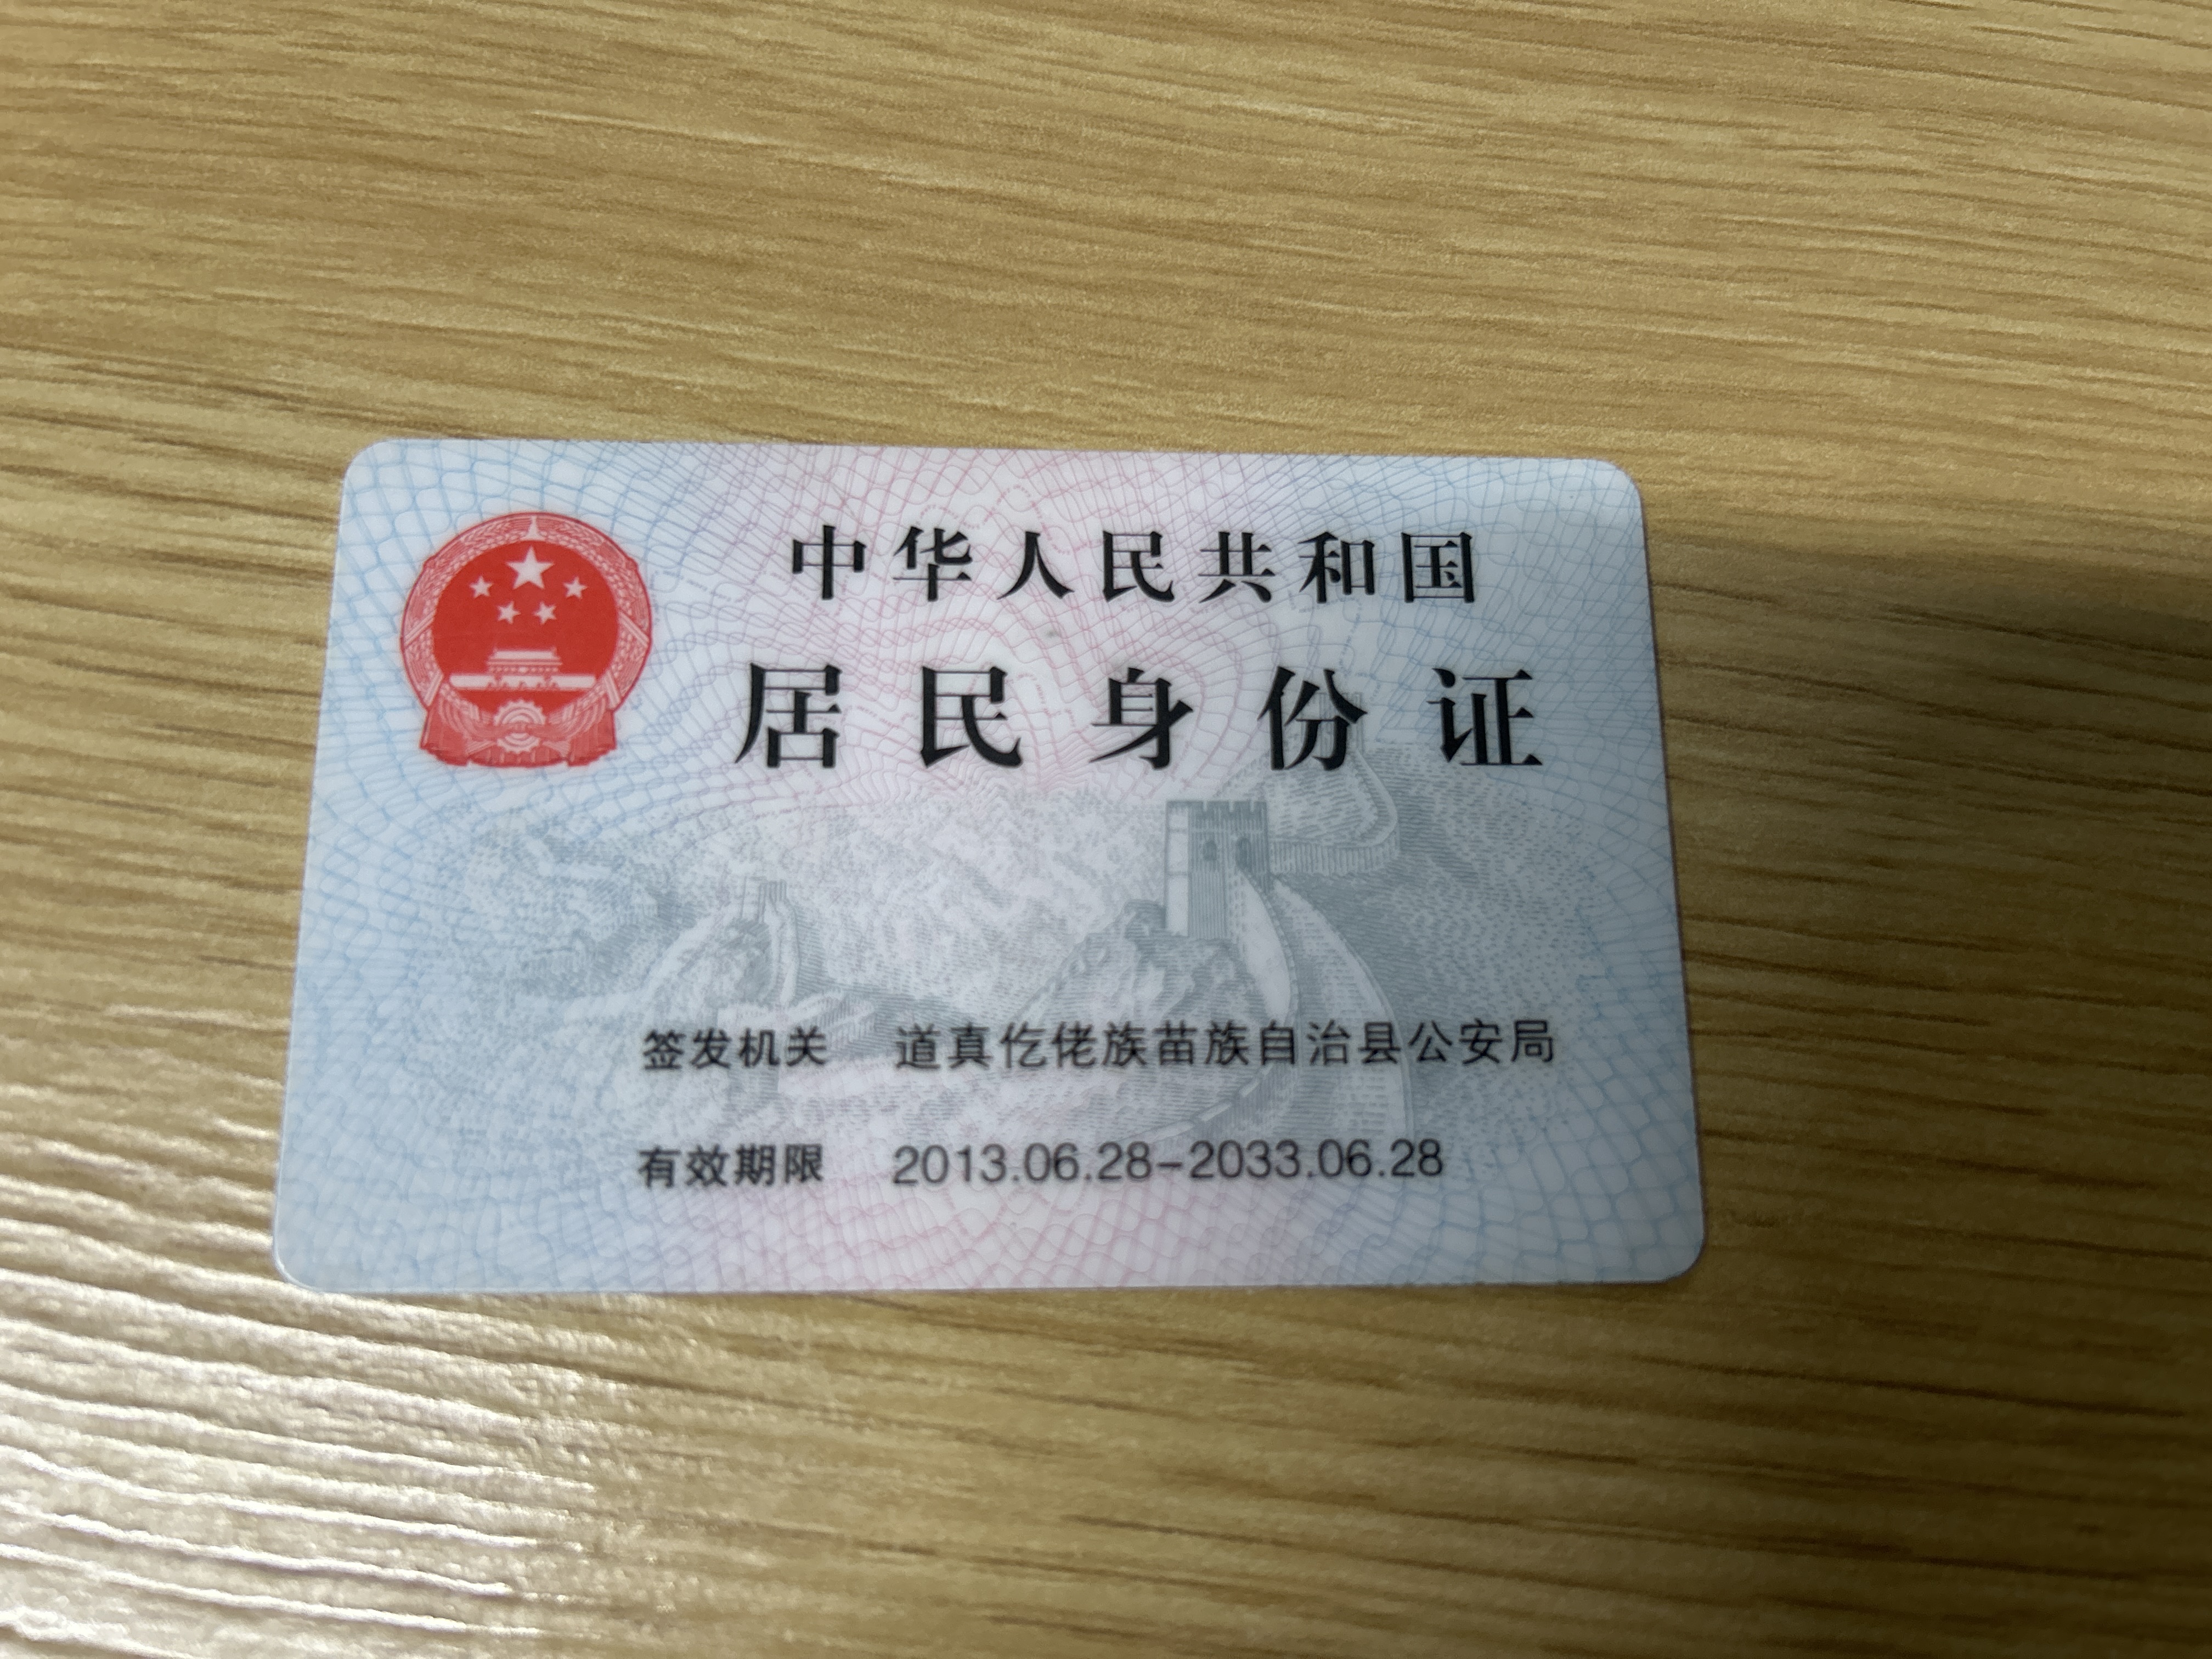 中华人民共和国
居民身份证
签发机关 道真仡佬族苗族自治县公安局
有效期限 2013.06.28-2033.06.28